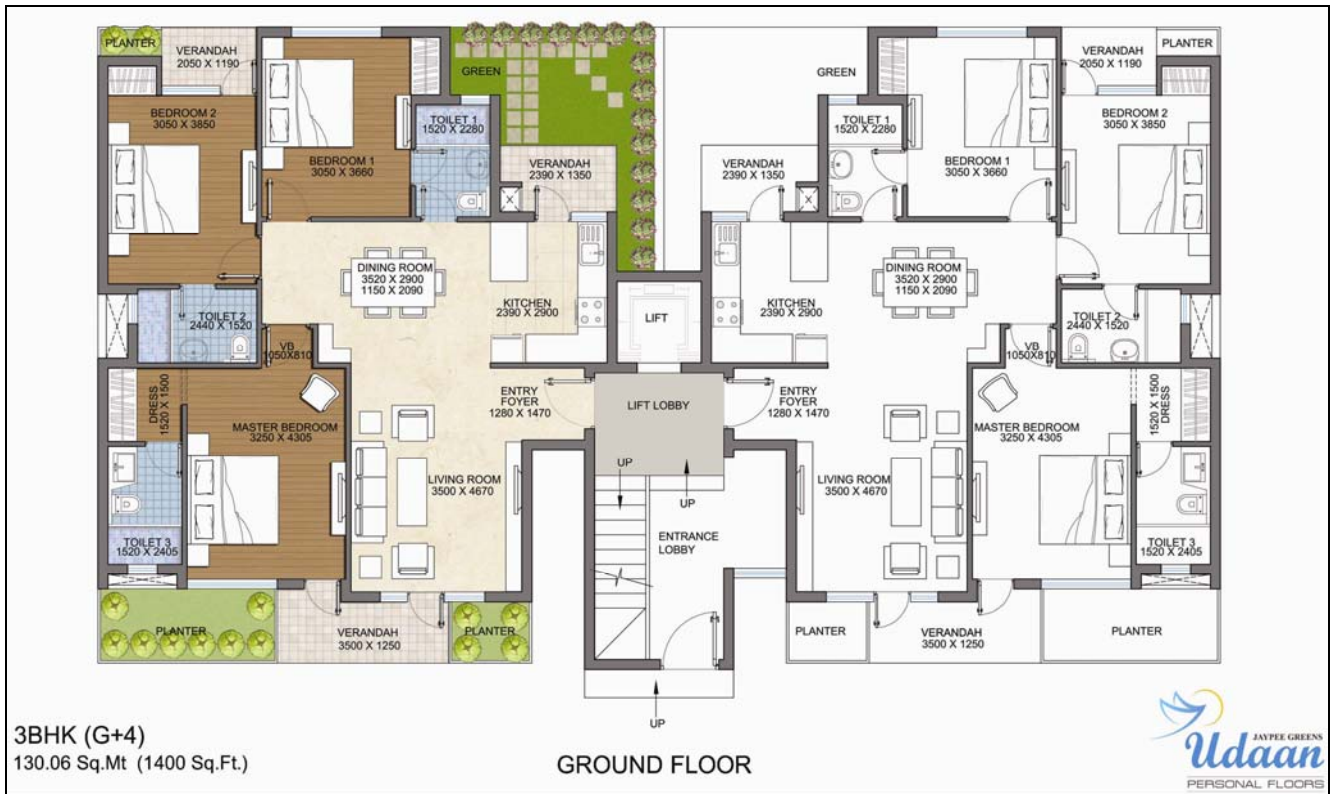 PLANTER
VERANDAH
2050 X 1190
GREEN
BEDROOM 2
3050 X 3850
TOILET 1
1520 X 2280
BEDROOM 1
3050 X 3660
VERANDAH
2390 X 1350
DINING ROOM
3520 X 2900
1150 X 2090
KITCHEN
2390 X 2900
TOILET 2
2440 X 1520
VB
1050X810
DRESS
1520 X 1500
MASTER BEDROOM
3250 X 4305
ENTRY
FOYER
1280 X 1470
LIVING ROOM
3500 X 4670
TOILET 3
1520 X 2405
PLANTER
VERANDAH
3500 X 1250
PLANTER
LIFT
LIFT LOBBY
UP
UP
ENTRANCE
LOBBY
UP
VERANDAH
2050 X 1190
PLANTER
GREEN
BEDROOM 2
3050 X 3850
TOILET 1
1520 X 2280
BEDROOM 1
3050 X 3660
VERANDAH
2390 X 1350
DINING ROOM
3520 X 2900
1150 X 2090
KITCHEN
2390 X 2900
TOILET 2
2440 X 1520
VB
1050X810
1520 X 1500
DRESS
MASTER BEDROOM
3250 X 4305
ENTRY
FOYER
1280 X 1470
LIVING ROOM
3500 X 4670
TOILET 3
1520 X 2405
PLANTER
VERANDAH
3500 X 1250
PLANTER
3BHK (G+4)
130.06 Sq.Mt (1400 Sq.Ft.)
GROUND FLOOR
JAYPEE GREENS
Udaan
PERSONAL FLOORS